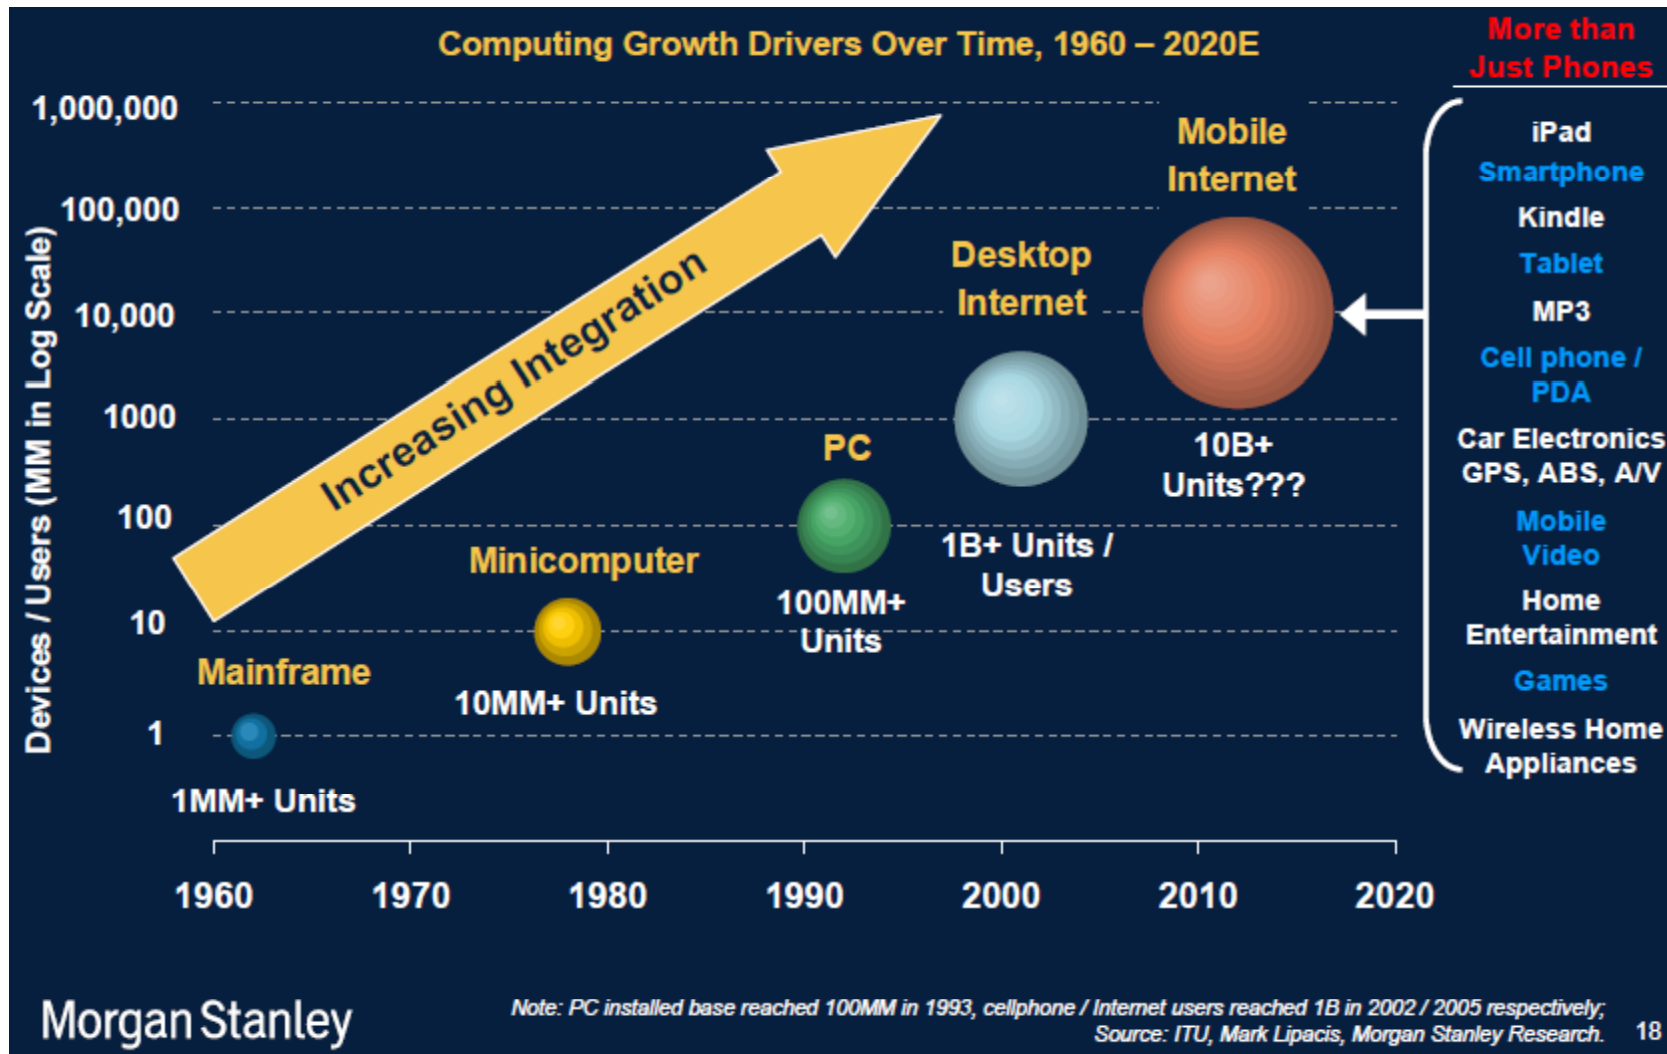 Computing Growth Drivers Over Time, 1960 – 2020E
More than
Just Phones
Devices / Users (MM in Log Scale)
1,000,000
100,000
10,000
1000
100
10
1
Increasing Integration
Mainframe
1MM+ Units
Minicomputer
10MM+ Units
PC
100MM+
Units
Desktop
Internet
1B+ Units /
Users
Mobile
Internet
10B+
Units???
iPad
Smartphone
Kindle
Tablet
MP3
Cell phone /
PDA
Car Electronics
GPS, ABS, A/V
Mobile
Video
Home
Entertainment
Games
Wireless Home
Appliances
1960 1970 1980 1990 2000 2010 2020
Morgan Stanley
Note: PC installed base reached 100MM in 1993, cellphone / Internet users reached 1B in 2002 / 2005 respectively;
Source: ITU, Mark Lipacis, Morgan Stanley Research.
18